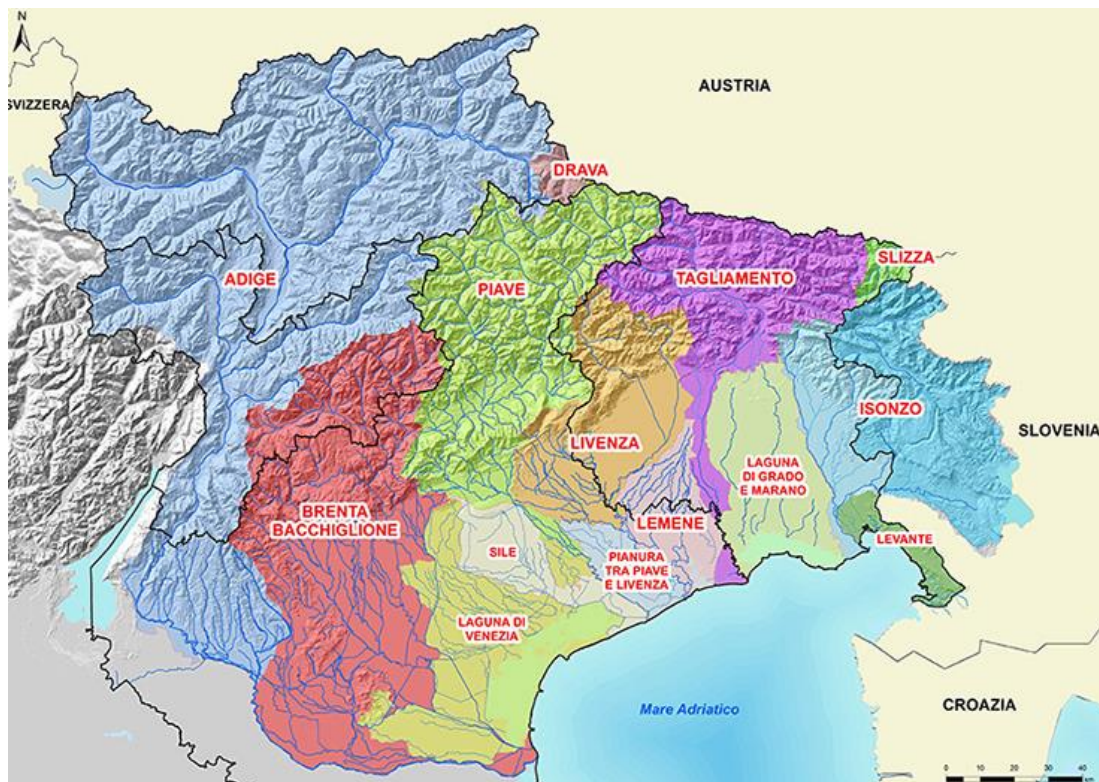 N
SVIZZERA
AUSTRIA
DRAVA
SLIZZA
TAGLIAMENTO
ADIGE
PIAVE
ISONZO
SLOVENIA
LIVENZA
LAGUNA
DI GRADO
E MARANO
BRENTA
BACCHIGLIONE
LEMENE
LEVANTE
SILE
PIANURA
TRA PIAVE
E LIVENZA
LAGUNA DI
VENEZIA
Mare Adriatico
CROAZIA
0 10 20 30 40
km